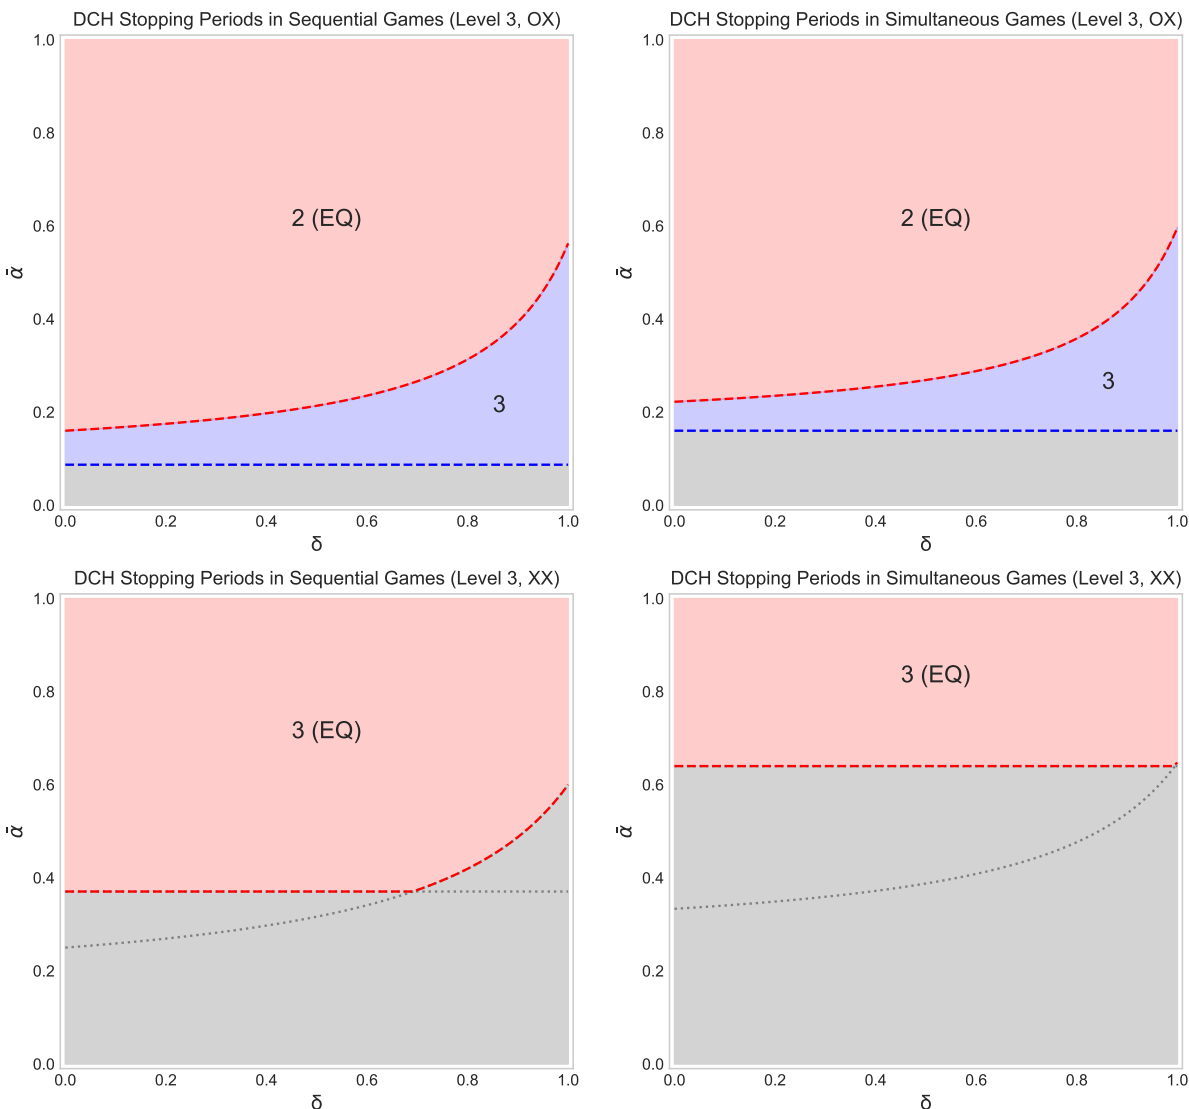 DCH Stopping Periods in Sequential Games (Level 3, OX)
1.0
0.8
0.6
0.4
0.2
0.0
ᾱ
2 (EQ)
3
0.0 0.2 0.4 0.6 0.8 1.0
δ
DCH Stopping Periods in Simultaneous Games (Level 3, OX)
1.0
0.8
0.6
0.4
0.2
0.0
ᾱ
2 (EQ)
3
0.0 0.2 0.4 0.6 0.8 1.0
δ
DCH Stopping Periods in Sequential Games (Level 3, XX)
1.0
0.8
0.6
0.4
0.2
0.0
ᾱ
3 (EQ)
0.0 0.2 0.4 0.6 0.8 1.0
δ
DCH Stopping Periods in Simultaneous Games (Level 3, XX)
1.0
0.8
0.6
0.4
0.2
0.0
ᾱ
3 (EQ)
0.0 0.2 0.4 0.6 0.8 1.0
δ